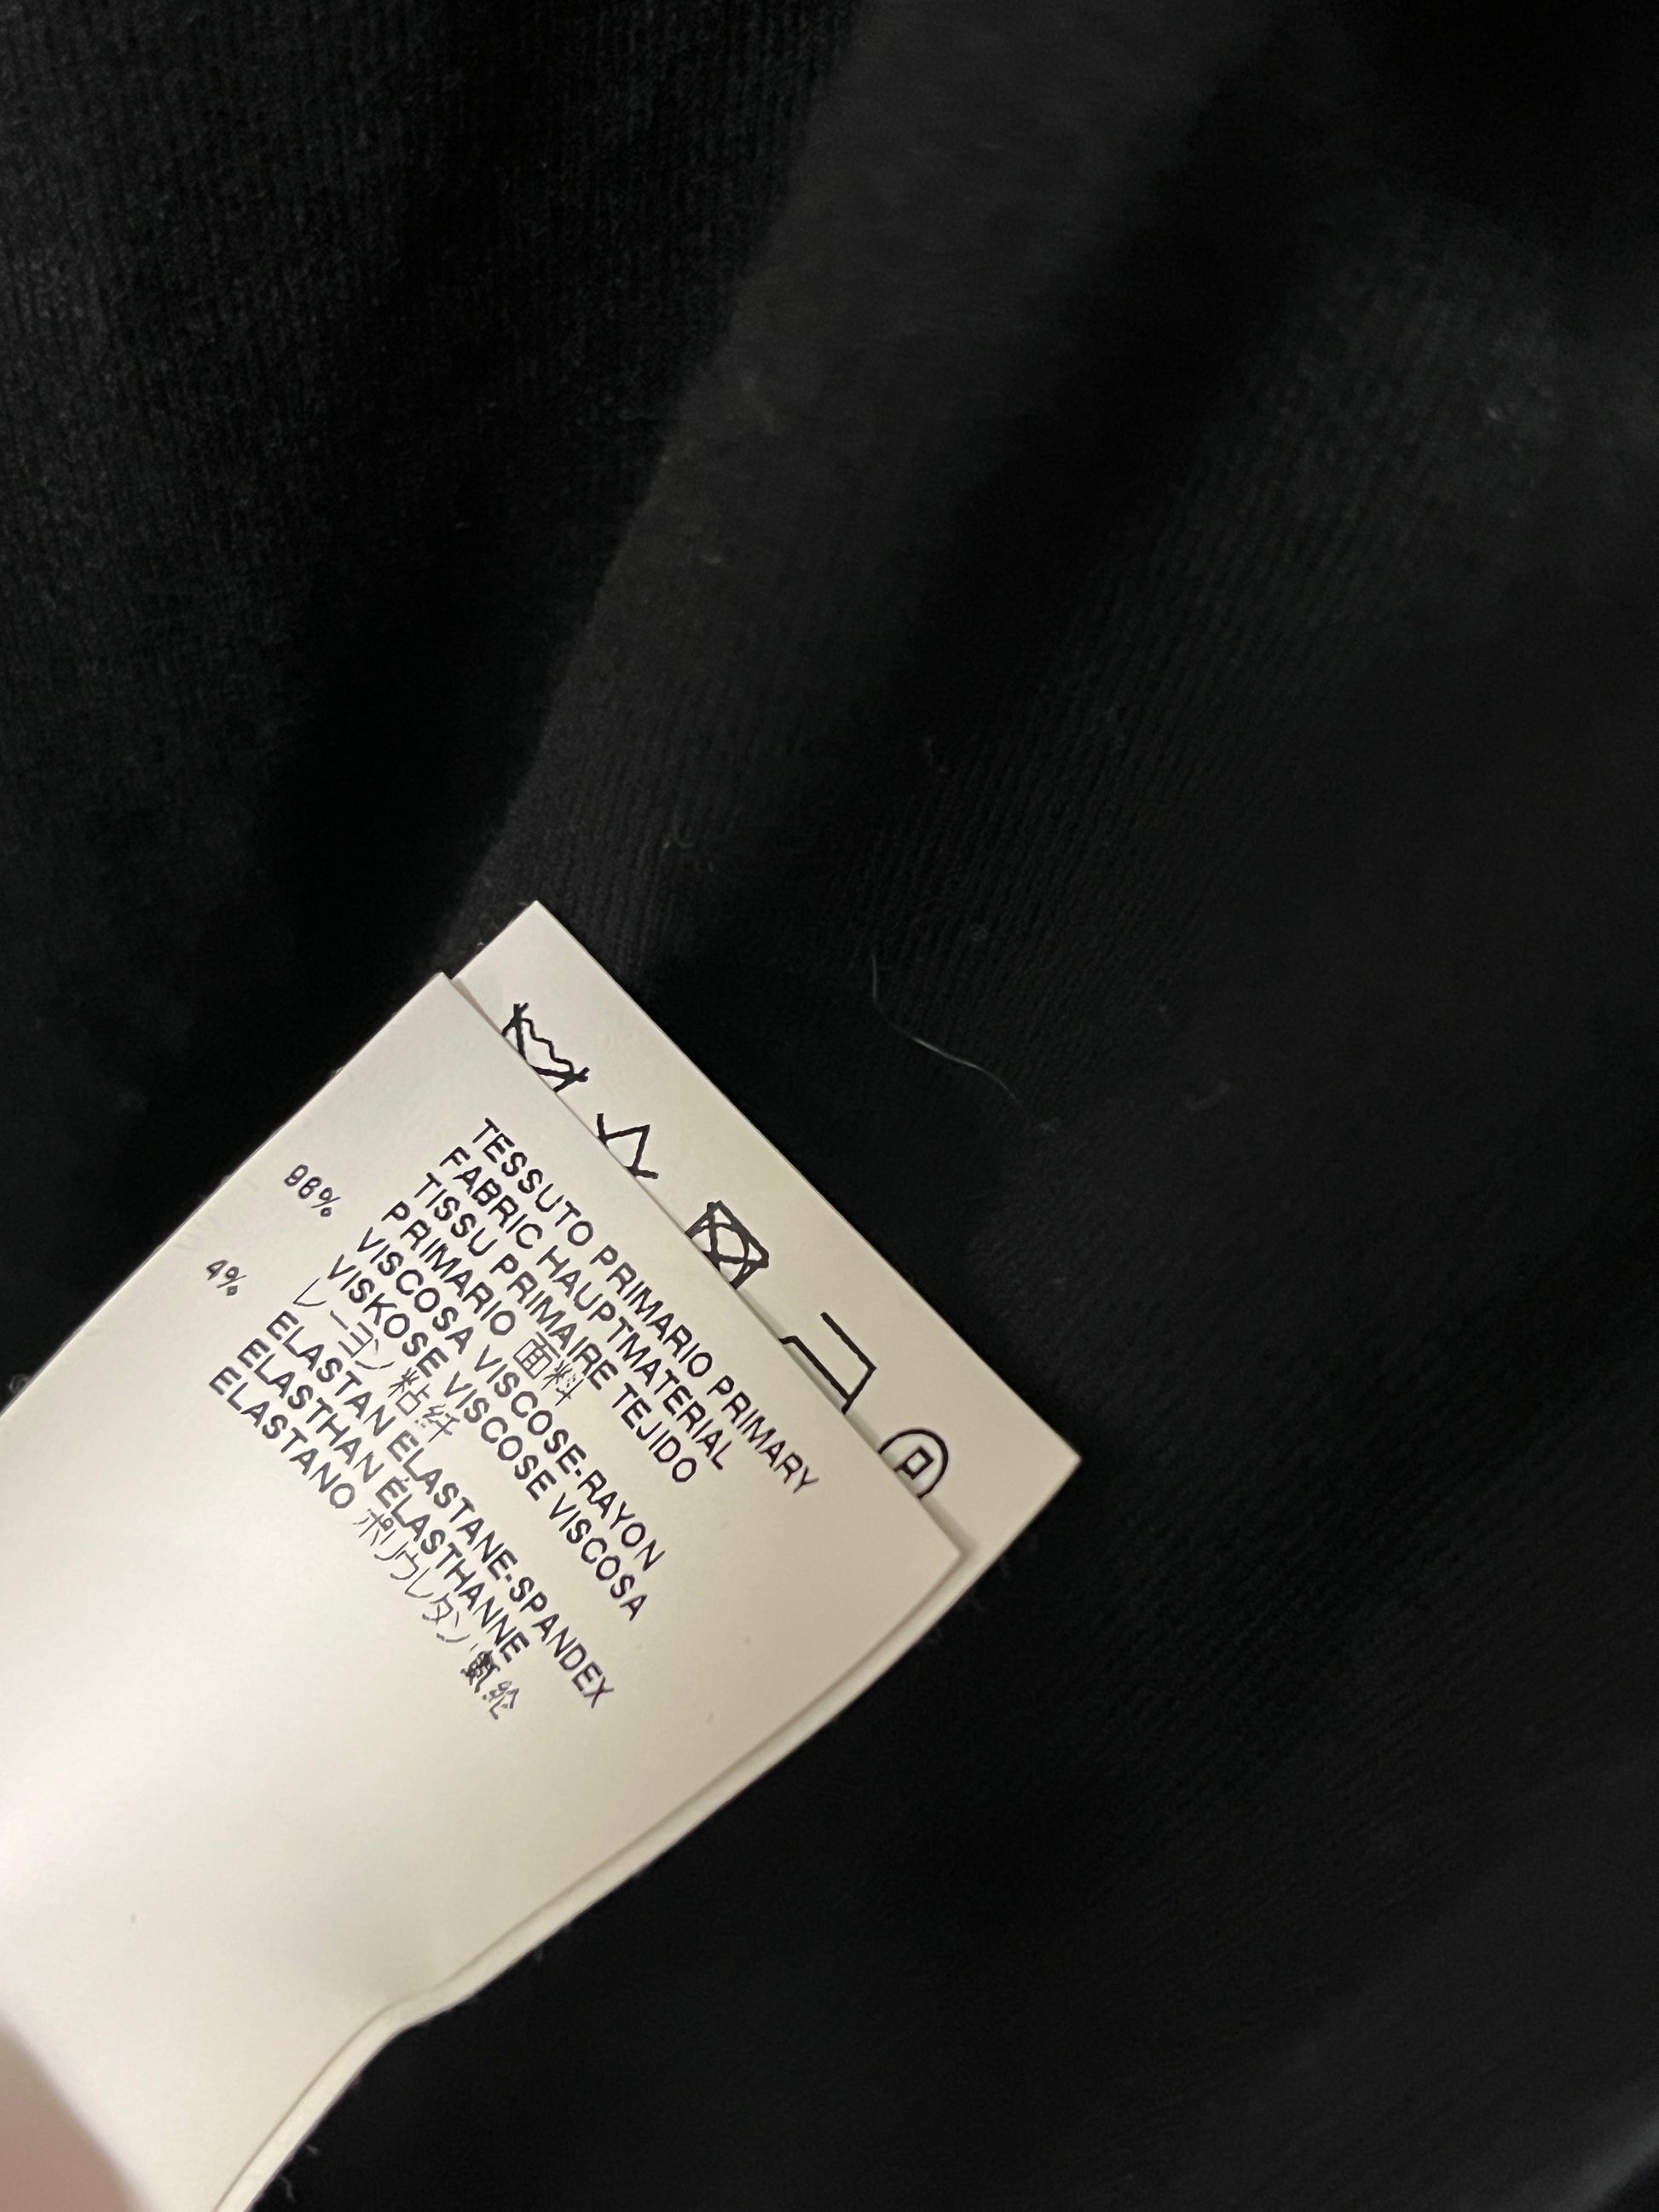 TESSUTO PRIMARIO PRIMARY
FABRIC HAUPTMATERIAL
TISSU PRIMAIRE TEJIDO
PRIMARIO 面料
96% VISCOSA VISCOSE-RAYON
VISKOSE VISCOSE VISCOSA
レーヨン 粘纤
4% ELASTAN ELASTANE-SPANDEX
ELASTHAN ELASTHANNE
ELASTANO ポリウレタン 氨纶
P